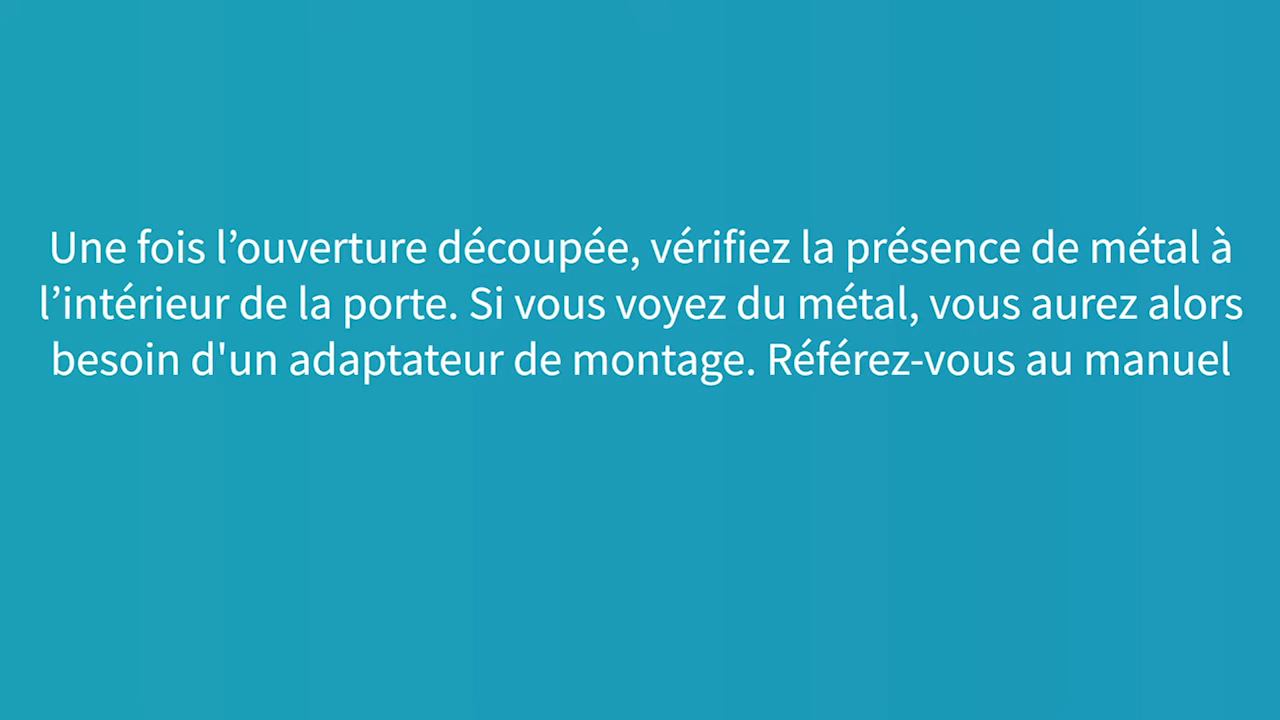 Une fois l’ouverture découpée, vérifiez la présence de métal à
l’intérieur de la porte. Si vous voyez du métal, vous aurez alors
besoin d'un adaptateur de montage. Référez-vous au manuel